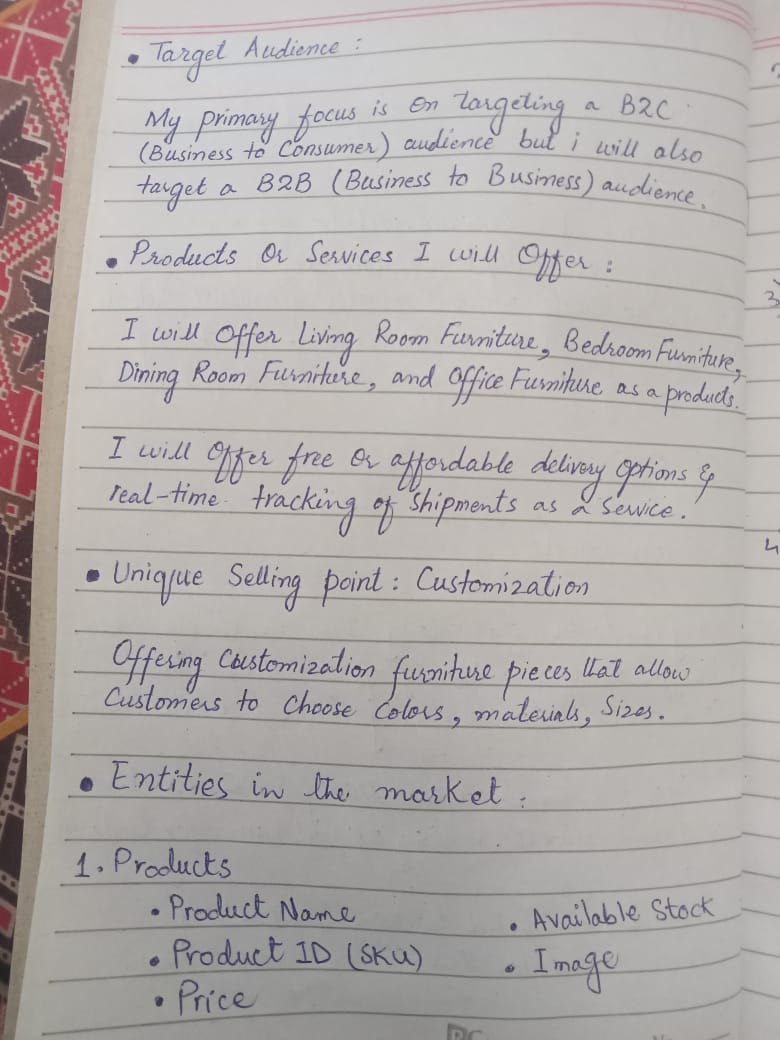 • Target Audience :
My primary focus is on targeting a B2C
(Business to Consumer) audience but i will also
target a B2B (Business to Business) audience.
• Products Or Services I will Offer :
I will Offer Living Room Furniture, Bedroom Furniture,
Dining Room Furniture, and Office Furniture as a products.
I will Offer free or affordable delivery options &
real-time tracking of Shipments as a Service.
• Unique Selling point : Customization
Offering Customization furniture pieces that allow
Customers to Choose Colors, materials, Sizes.
• Entities in the market :
1. Products
• Product Name
• Available Stock
• Product ID (SKU)
• Image
• Price
3
4